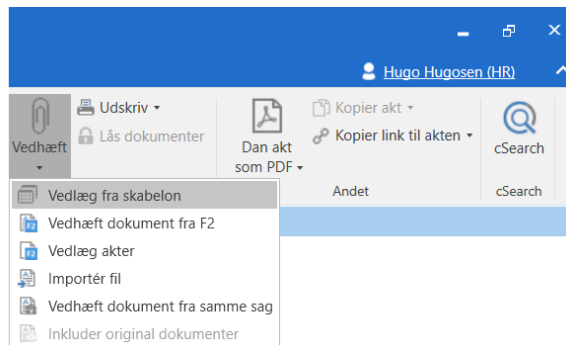 Hugo Hugosen (HR)
Vedhæft
Udskriv
Lås dokumenter
Dan akt
som PDF
Kopier akt
Kopier link til akten
cSearch
Andet
cSearch
Vedlæg fra skabelon
Vedhæft dokument fra F2
Vedlæg akter
Importér fil
Vedhæft dokument fra samme sag
Inkluder original dokumenter